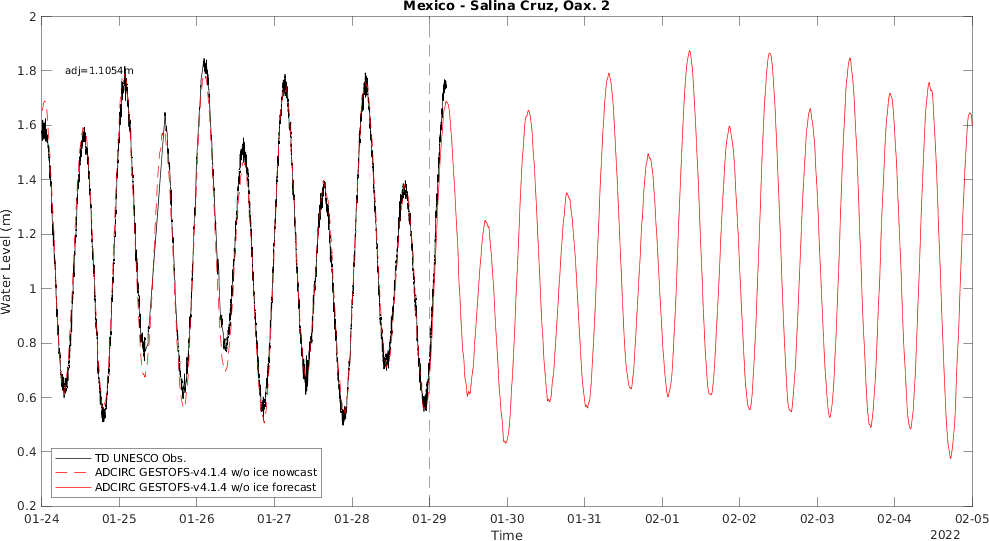 Mexico - Salina Cruz, Oax. 2
2
1.8
1.6
1.4
1.2
1
0.8
0.6
0.4
0.2
Water Level (m)
adj=1.1054m
TD UNESCO Obs.
ADCIRC GESTOFS-v4.1.4 w/o ice nowcast
ADCIRC GESTOFS-v4.1.4 w/o ice forecast
01-24 01-25 01-26 01-27 01-28 01-29 01-30 01-31 02-01 02-02 02-03 02-04 02-05
Time
2022